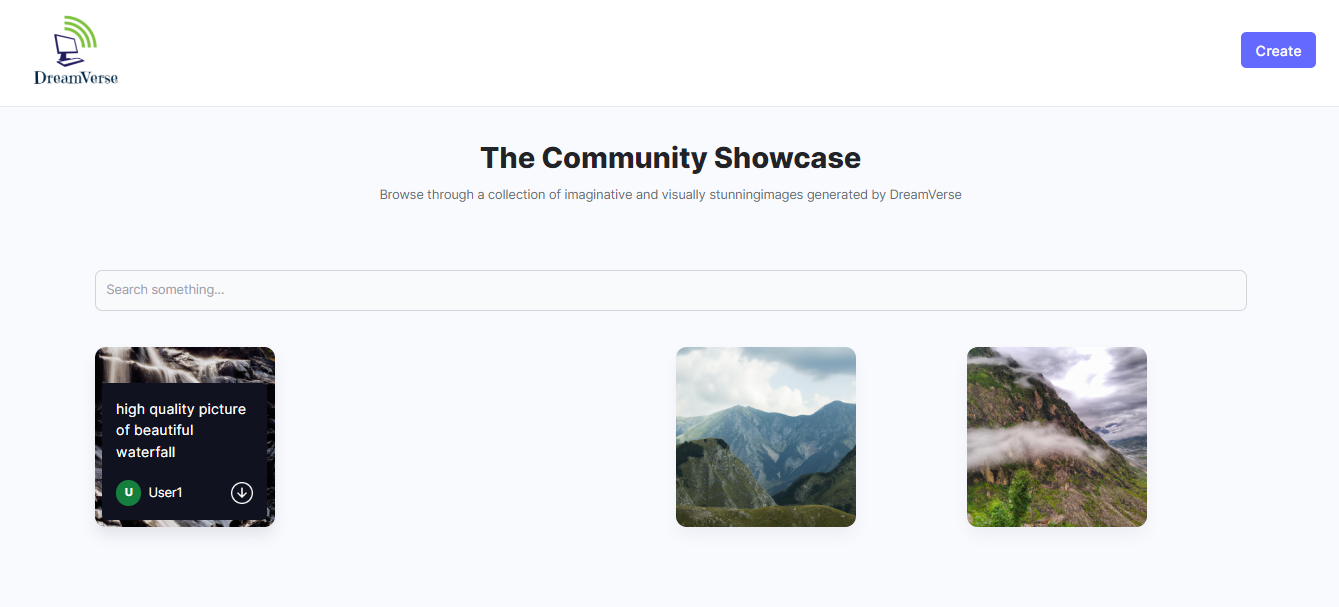 DreamVerse
Create
The Community Showcase
Browse through a collection of imaginative and visually stunningimages generated by DreamVerse
Search something...
high quality picture
of beautiful
waterfall
U User1